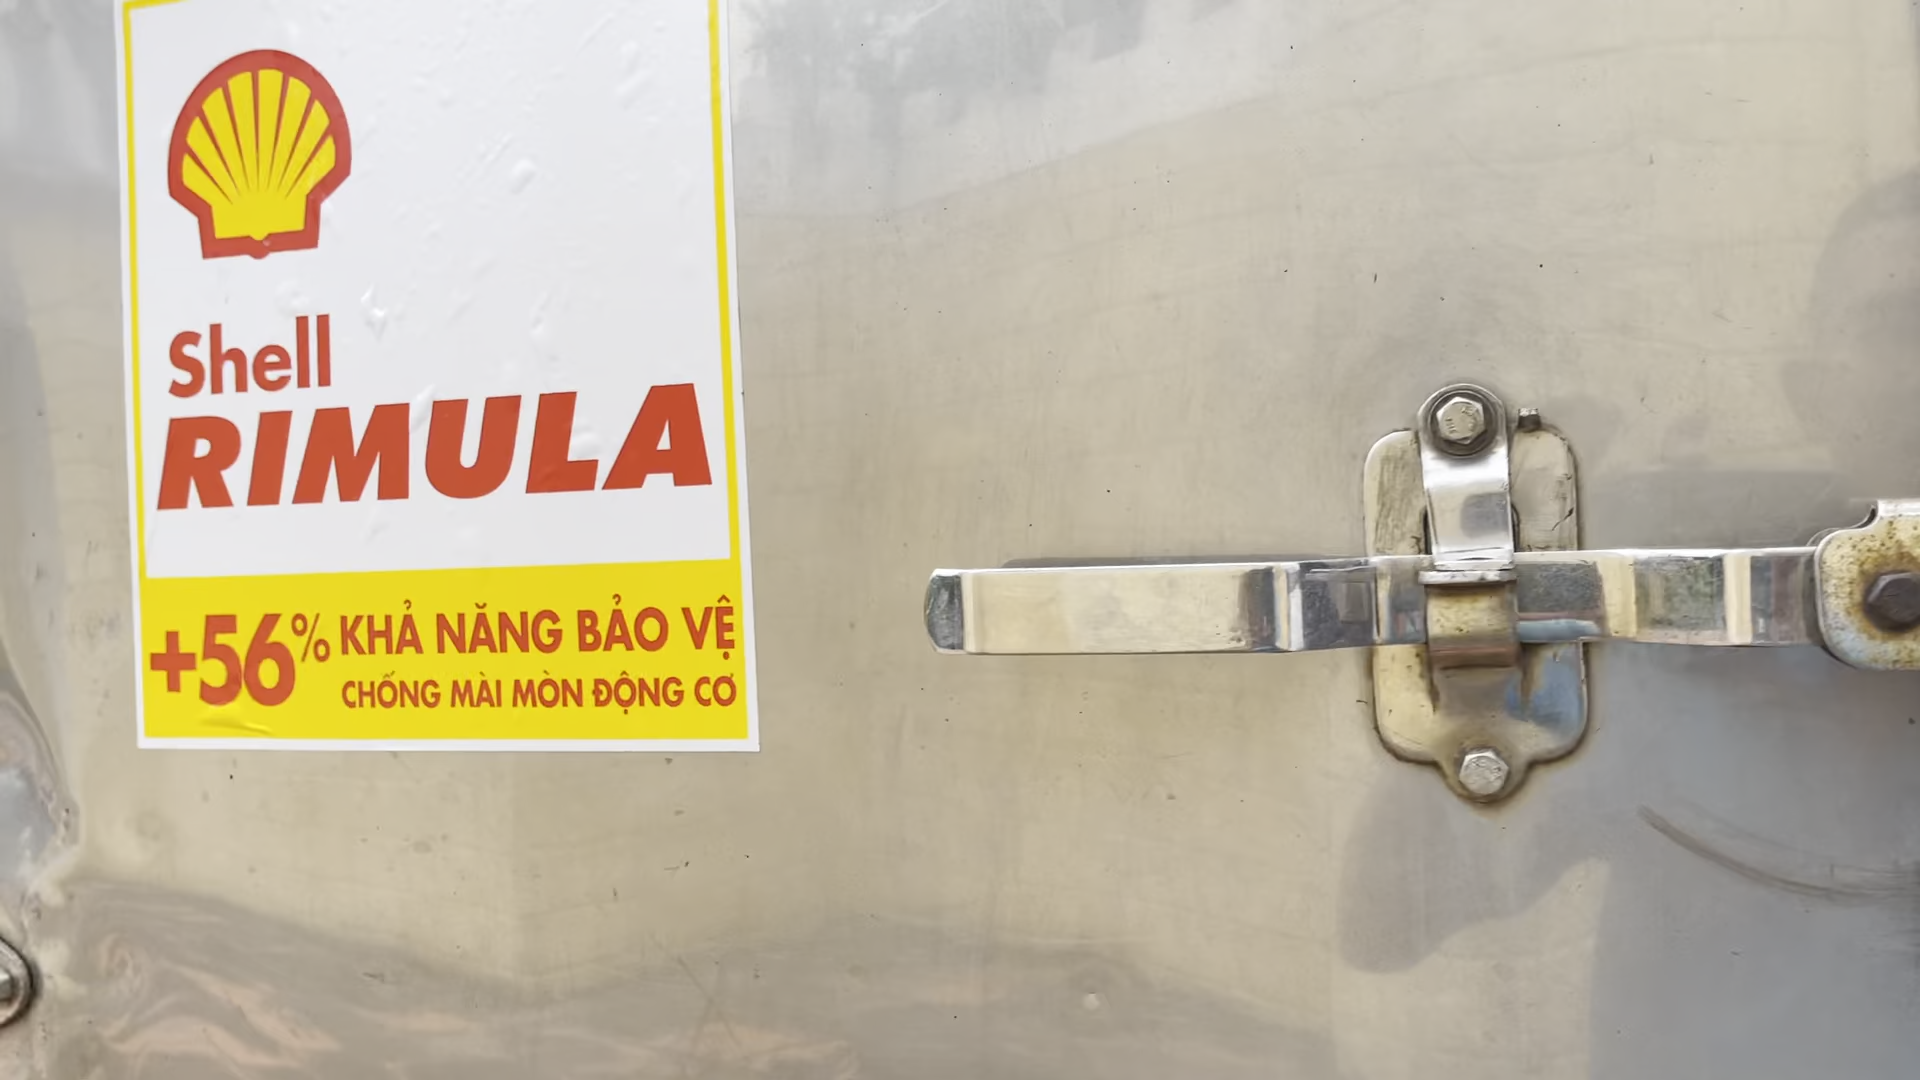 Shell
RIMULA
+56% KHẢ NĂNG BẢO VỆ
CHỐNG MÀI MÒN ĐỘNG CƠ